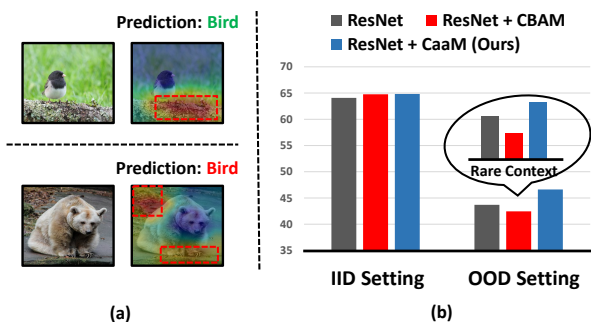 Prediction: Bird
Prediction: Bird
(a)
ResNet
ResNet + CBAM
ResNet + CaaM (Ours)
70
65
60
55
50
45
40
35
Rare Context
IID Setting
OOD Setting
(b)